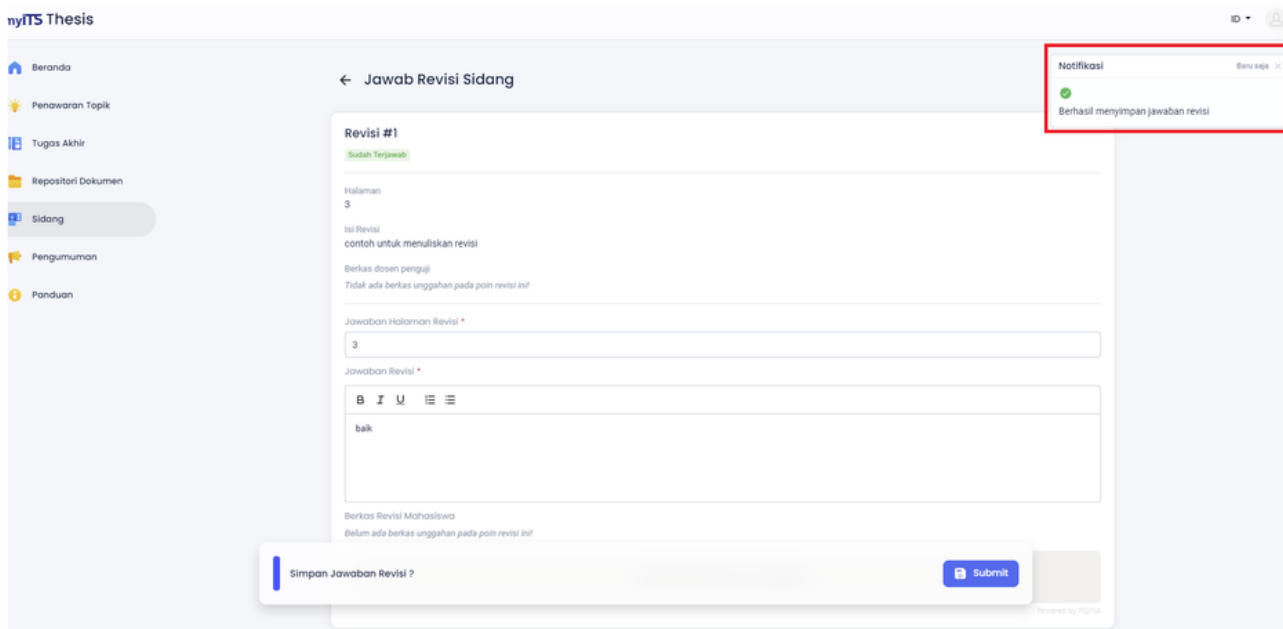 myITS Thesis
ID
Beranda
Penawaran Topik
Tugas Akhir
Repositori Dokumen
Sidang
Pengumuman
Panduan
Jawab Revisi Sidang
Notifikasi
Baru saja
Berhasil menyimpan jawaban revisi
Revisi #1
Sudah Terjawab
Halaman
3
Isi Revisi
contoh untuk menuliskan revisi
Berkas dosen penguji
Tidak ada berkas unggahan pada poin revisi ini!
Jawaban Halaman Revisi *
3
Jawaban Revisi *
B I U
baik
Berkas Revisi Mahasiswa
Belum ada berkas unggahan pada poin revisi ini!
Simpan Jawaban Revisi ?
Submit
Powered by PQINA